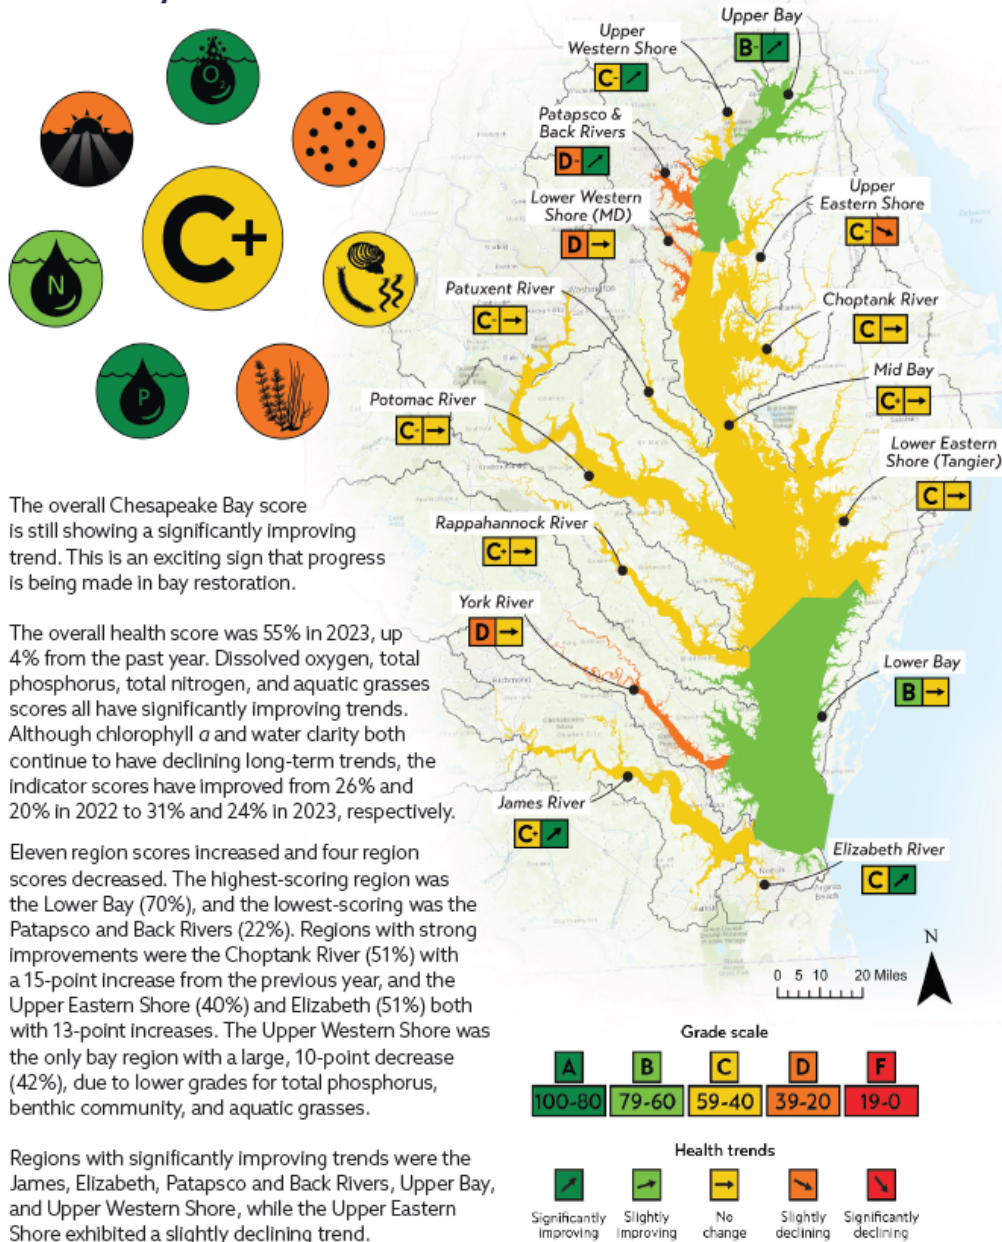 O2
C+
N
P
The overall Chesapeake Bay score
is still showing a significantly improving
trend. This is an exciting sign that progress
is being made in bay restoration.
The overall health score was 55% in 2023, up
4% from the past year. Dissolved oxygen, total
phosphorus, total nitrogen, and aquatic grasses
scores all have significantly improving trends.
Although chlorophyll a and water clarity both
continue to have declining long-term trends, the
indicator scores have improved from 26% and
20% in 2022 to 31% and 24% in 2023, respectively.
Eleven region scores increased and four region
scores decreased. The highest-scoring region was
the Lower Bay (70%), and the lowest-scoring was the
Patapsco and Back Rivers (22%). Regions with strong
improvements were the Choptank River (51%) with
a 15-point increase from the previous year, and the
Upper Eastern Shore (40%) and Elizabeth (51%) both
with 13-point increases. The Upper Western Shore was
the only bay region with a large, 10-point decrease
(42%), due to lower grades for total phosphorus,
benthic community, and aquatic grasses.
Regions with significantly improving trends were the
James, Elizabeth, Patapsco and Back Rivers, Upper Bay,
and Upper Western Shore, while the Upper Eastern
Shore exhibited a slightly declining trend.
Upper Bay
B-
Upper
Western Shore
C-
Patapsco &
Back Rivers
D-
Lower Western
Shore (MD)
D
Upper
Eastern Shore
C-
Patuxent River
C-
Choptank River
C
Mid Bay
C+
Potomac River
C-
Lower Eastern
Shore (Tangier)
C
Rappahannock River
C+
York River
D
Lower Bay
B
James River
C+
Elizabeth River
C
Washington
Richmond
Norfolk
Virginia
Beach
N
0 5 10 20 Miles
Grade scale
A B C D F
100-80 79-60 59-40 39-20 19-0
Health trends
Significantly improving
Slightly improving
No change
Slightly declining
Significantly declining